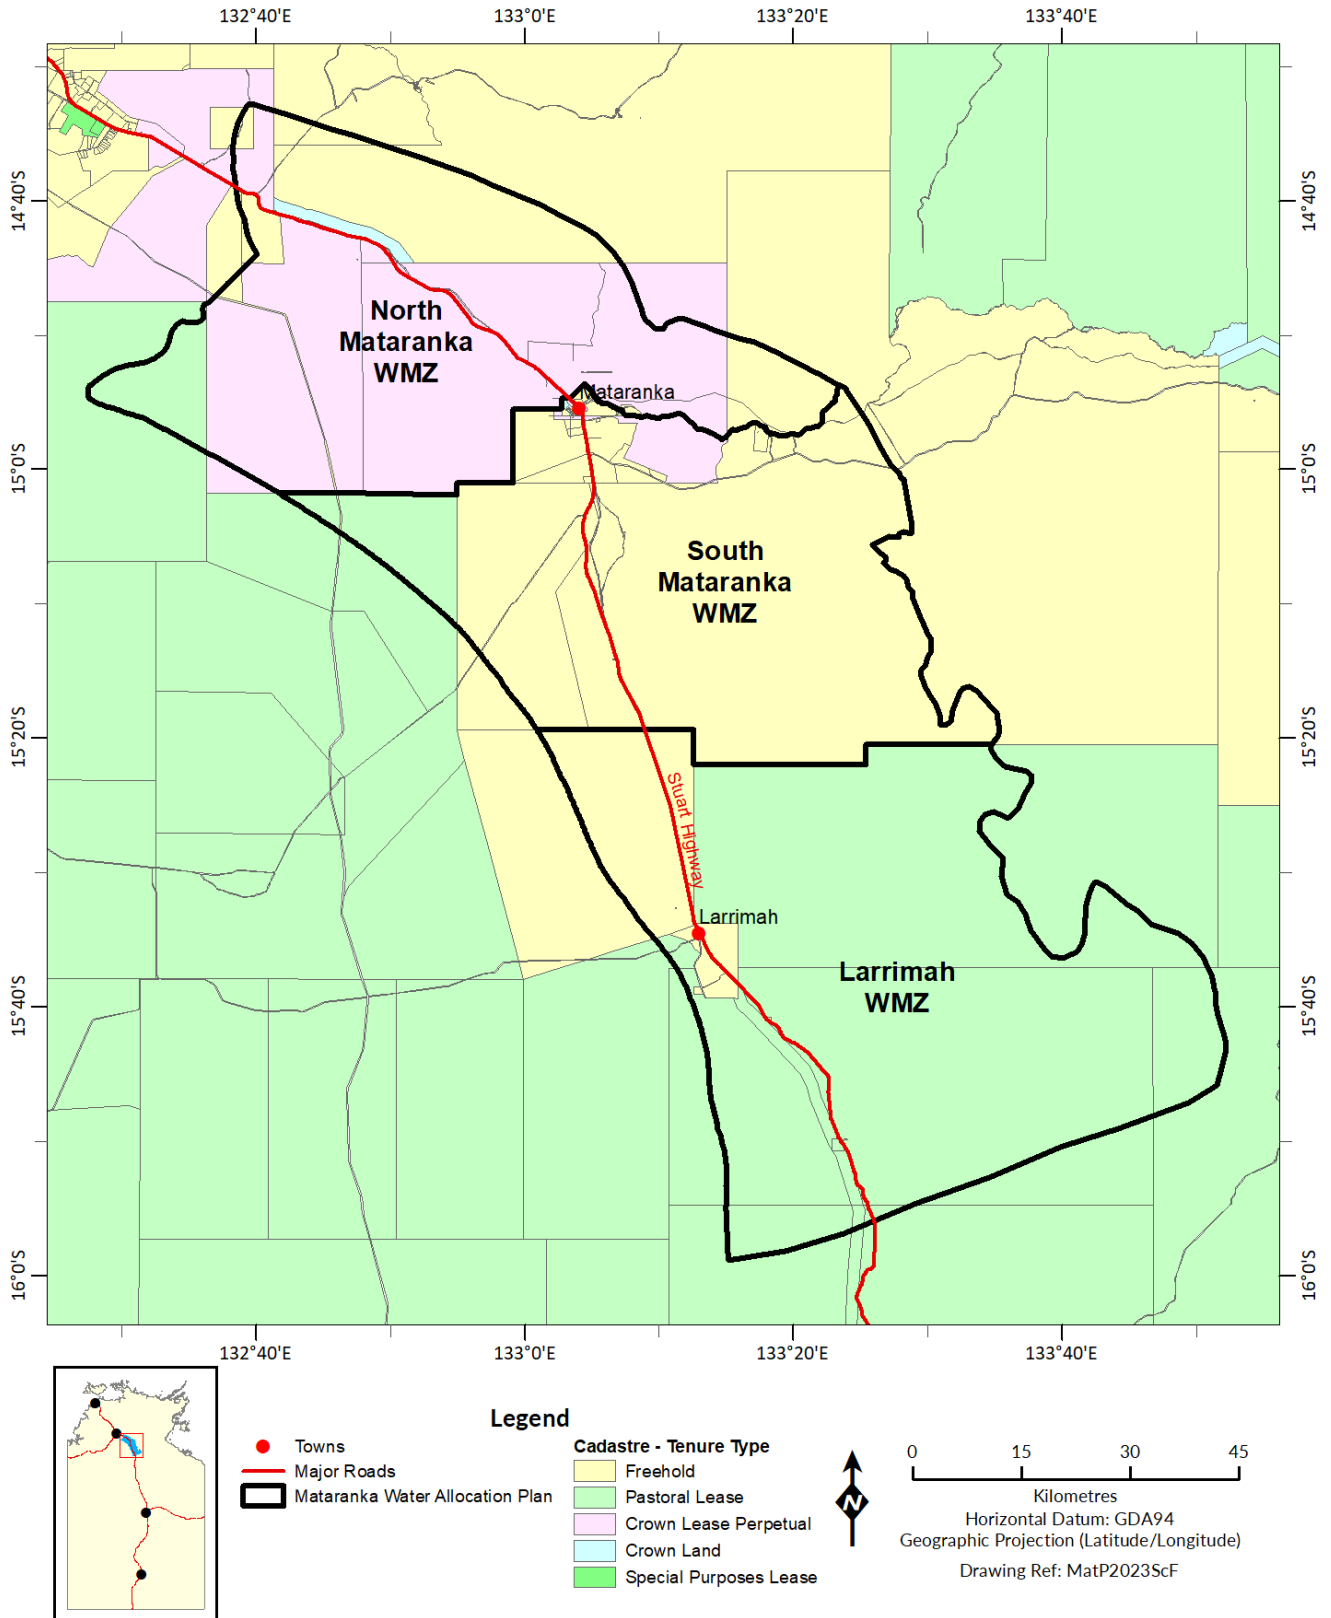 132°40'E
133°0'E
133°20'E
133°40'E
14°40'S
14°40'S
North
Mataranka
WMZ
Mataranka
15°0'S
15°0'S
South
Mataranka
WMZ
15°20'S
15°20'S
Stuart Highway
Larrimah
Larrimah
WMZ
15°40'S
15°40'S
16°0'S
16°0'S
132°40'E
133°0'E
133°20'E
133°40'E
Legend
Towns
Major Roads
Mataranka Water Allocation Plan
Cadastre - Tenure Type
Freehold
Pastoral Lease
Crown Lease Perpetual
Crown Land
Special Purposes Lease
N
0 15 30 45
Kilometres
Horizontal Datum: GDA94
Geographic Projection (Latitude/Longitude)
Drawing Ref: MatP2023ScF